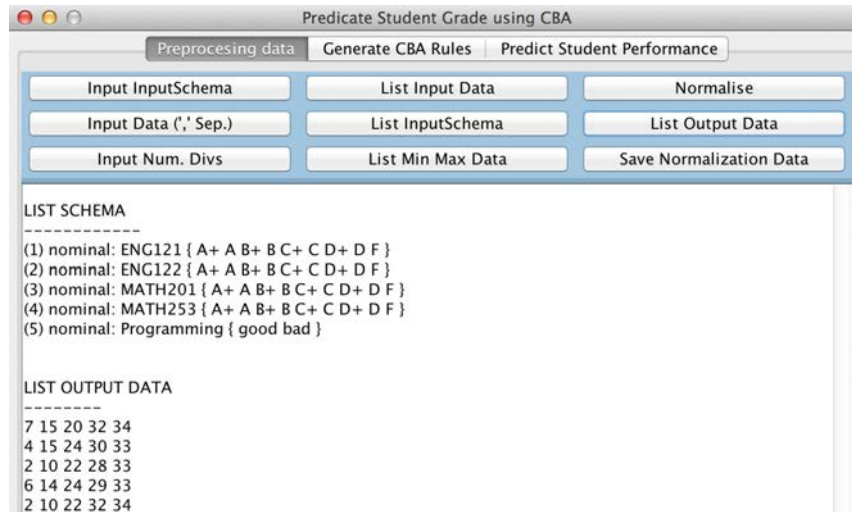 Predicate Student Grade using CBA
Preprocesing data Generate CBA Rules Predict Student Performance
Input InputSchema List Input Data Normalise
Input Data (',' Sep.) List InputSchema List Output Data
Input Num. Divs List Min Max Data Save Normalization Data
LIST SCHEMA
------------
(1) nominal: ENG121 { A+ A B+ B C+ C D+ D F }
(2) nominal: ENG122 { A+ A B+ B C+ C D+ D F }
(3) nominal: MATH201 { A+ A B+ B C+ C D+ D F }
(4) nominal: MATH253 { A+ A B+ B C+ C D+ D F }
(5) nominal: Programming { good bad }
LIST OUTPUT DATA
--------
7 15 20 32 34
4 15 24 30 33
2 10 22 28 33
6 14 24 29 33
2 10 22 32 34